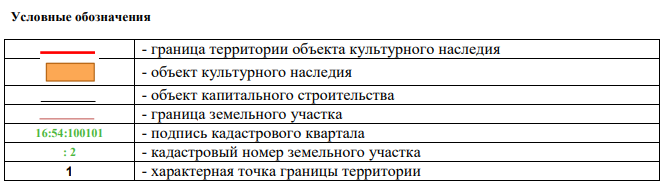 Условные обозначения
- граница территории объекта культурного наследия
- объект культурного наследия
- объект капитального строительства
- граница земельного участка
16:54:100101 - подпись кадастрового квартала
: 2 - кадастровый номер земельного участка
1 - характерная точка границы территории